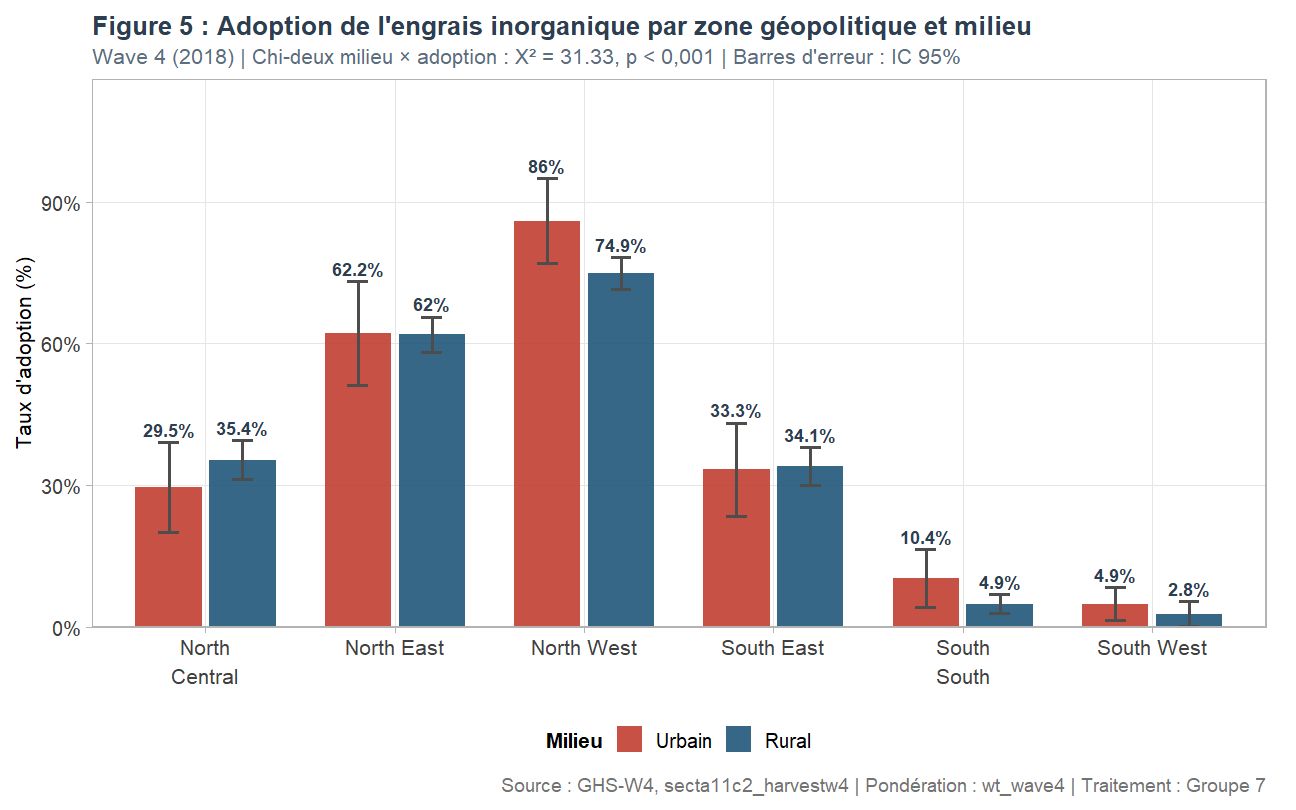 Figure 5 : Adoption de l'engrais inorganique par zone géopolitique et milieu
Wave 4 (2018) | Chi-deux milieu × adoption : X² = 31.33, p < 0,001 | Barres d'erreur : IC 95%
Taux d'adoption (%)
90%
60%
30%
0%
29.5%
35.4%
62.2%
62%
86%
74.9%
33.3%
34.1%
10.4%
4.9%
4.9%
2.8%
North
Central
North East
North West
South East
South
South
South West
Milieu
Urbain
Rural
Source : GHS-W4, secta11c2_harvestw4 | Pondération : wt_wave4 | Traitement : Groupe 7